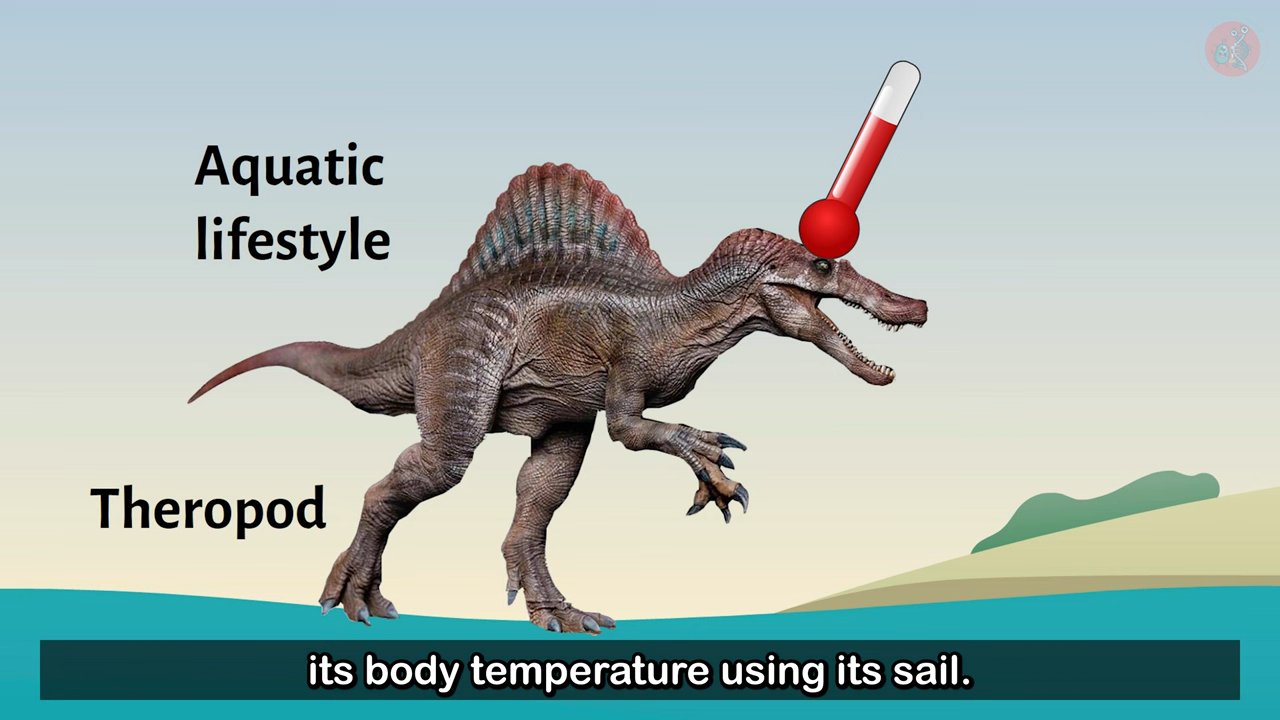 Aquatic
lifestyle
Theropod
its body temperature using its sail.